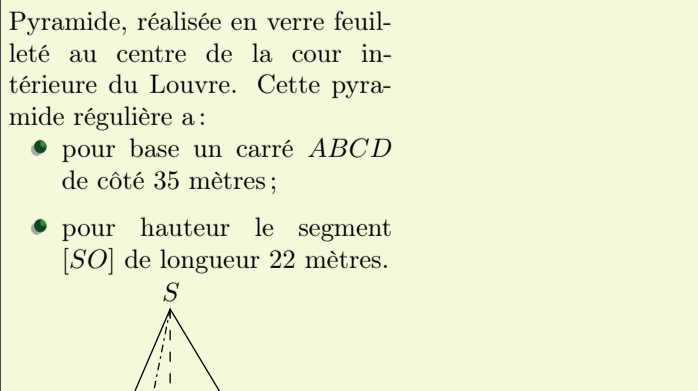 Pyramide, réalisée en verre feuil-
leté au centre de la cour in-
térieure du Louvre. Cette pyra-
mide régulière a :
pour base un carré ABCD
de côté 35 mètres ;
pour hauteur le segment
[SO] de longueur 22 mètres.
S